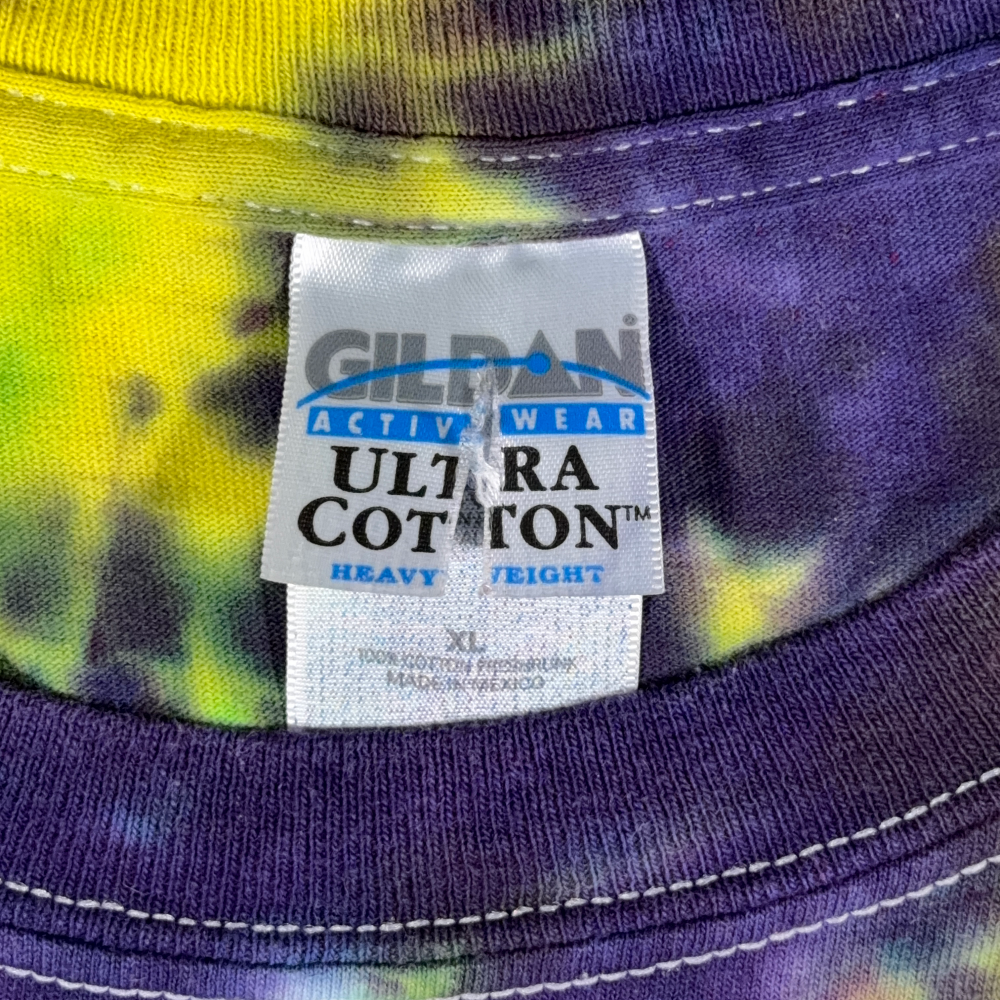 GILDAN®
ACTIVEWEAR
ULTRA
COTTON™
HEAVYWEIGHT
XL
100% COTTON PRESHRUNK
MADE IN MEXICO